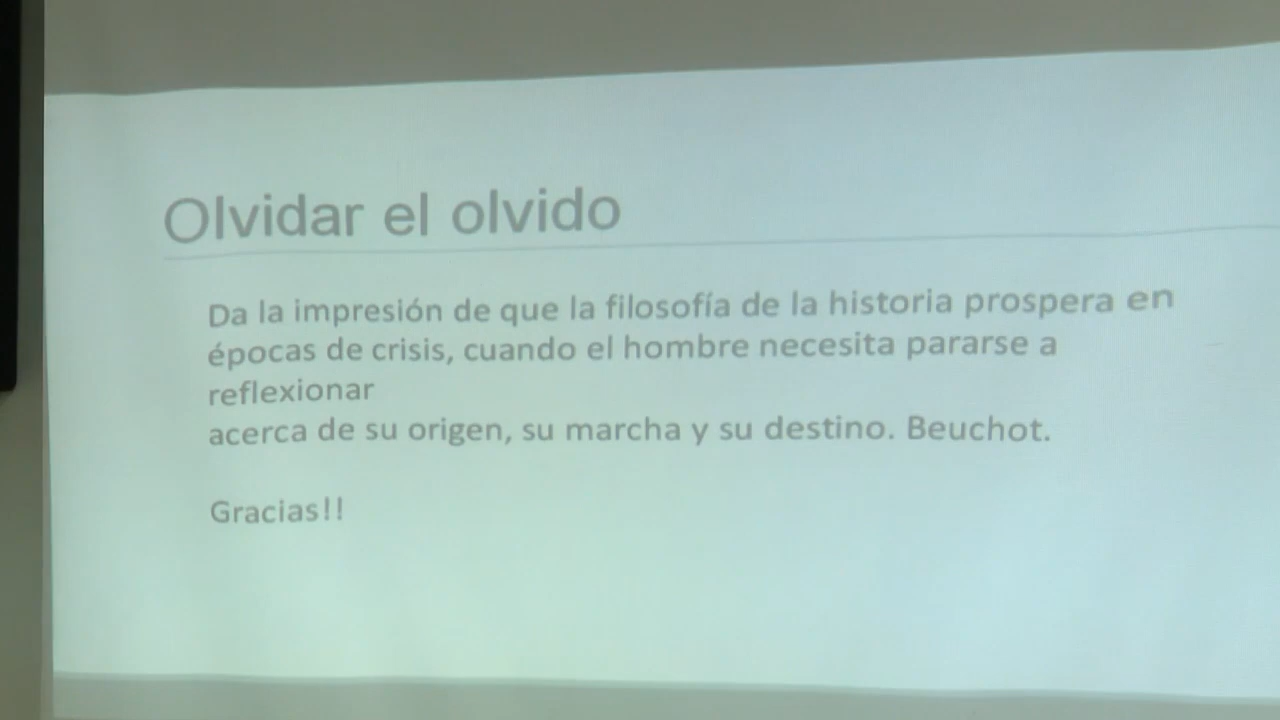 Olvidar el olvido
Da la impresión de que la filosofía de la historia prospera en
épocas de crisis, cuando el hombre necesita pararse a
reflexionar
acerca de su origen, su marcha y su destino. Beuchot.
Gracias!!